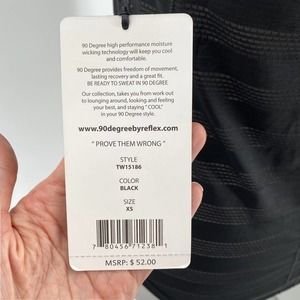 90 Degree high performance moisture
wicking technology will keep you cool
and comfortable.
90 Degree provides freedom of movement,
lasting recovery and a great fit.
BE READY TO SWEAT IN 90 DEGREE
Our collection, takes you from work out
to lounging around, looking and feeling
your best, and staying " COOL"
in your 90 Degree style.
www.90degreebyreflex.com
" PROVE THEM WRONG "
STYLE
TW15186
COLOR
BLACK
SIZE
XS
7 80456 71238 1
MSRP: $ 52.00